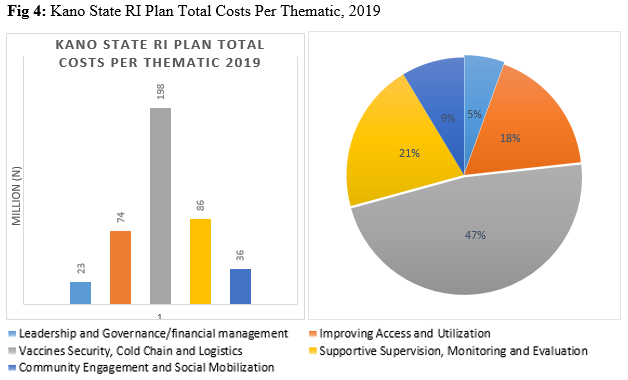 Fig 4: Kano State RI Plan Total Costs Per Thematic, 2019
KANO STATE RI PLAN TOTAL
COSTS PER THEMATIC 2019
MILLION (N)
23
74
198
86
36
1
5%
18%
47%
21%
9%
Leadership and Governance/financial management
Improving Access and Utilization
Vaccines Security, Cold Chain and Logistics
Supportive Supervision, Monitoring and Evaluation
Community Engagement and Social Mobilization